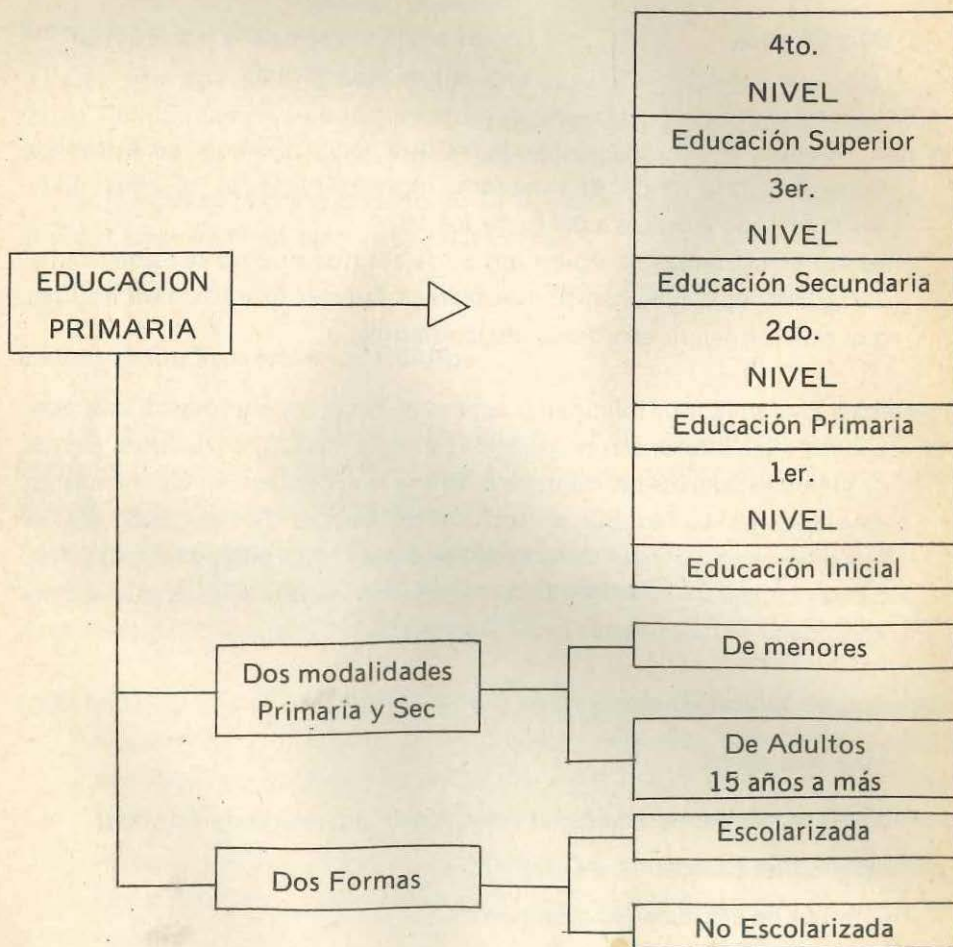 4to.
NIVEL
Educación Superior
3er.
NIVEL
Educación Secundaria
EDUCACION
PRIMARIA
2do.
NIVEL
Educación Primaria
1er.
NIVEL
Educación Inicial
Dos modalidades
Primaria y Sec
De menores
De Adultos
15 años a más
Dos Formas
Escolarizada
No Escolarizada